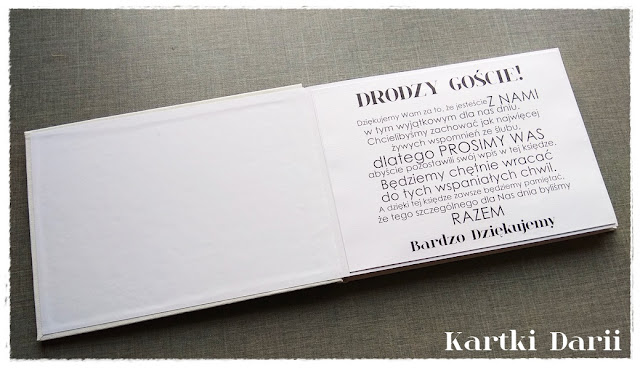 DRODZY GOŚCIE!
Dziękujemy Wam za to, że jesteście Z NAMI
w tym wyjątkowym dla nas dniu.
Chcielibyśmy zachować jak najwięcej
żywych wspomnień ze ślubu,
dlatego PROSIMY WAS
abyście pozostawili swój wpis w tej księdze.
Będziemy chętnie wracać
do tych wspaniałych chwil.
A dzięki tej księdze zawsze będziemy pamiętać,
że tego szczególnego dla Nas dnia byliśmy
RAZEM
Bardzo Dziękujemy
Kartki Darii